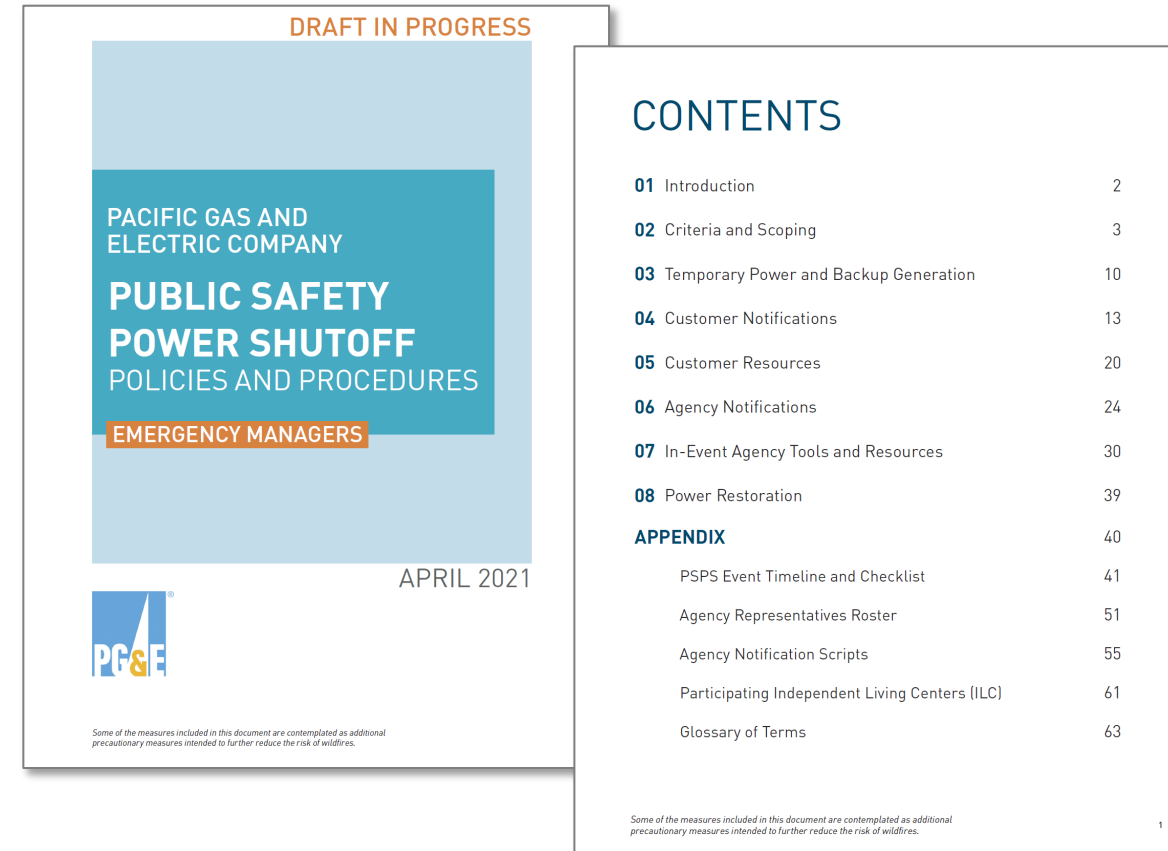 DRAFT IN PROGRESS
PACIFIC GAS AND
ELECTRIC COMPANY
PUBLIC SAFETY
POWER SHUTOFF
POLICIES AND PROCEDURES
EMERGENCY MANAGERS
APRIL 2021
PG&E®
Some of the measures included in this document are contemplated as additional
precautionary measures intended to further reduce the risk of wildfires.
CONTENTS
01 Introduction 2
02 Criteria and Scoping 3
03 Temporary Power and Backup Generation 10
04 Customer Notifications 13
05 Customer Resources 20
06 Agency Notifications 24
07 In-Event Agency Tools and Resources 30
08 Power Restoration 39
APPENDIX 40
PSPS Event Timeline and Checklist 41
Agency Representatives Roster 51
Agency Notification Scripts 55
Participating Independent Living Centers (ILC) 61
Glossary of Terms 63
Some of the measures included in this document are contemplated as additional
precautionary measures intended to further reduce the risk of wildfires.
1